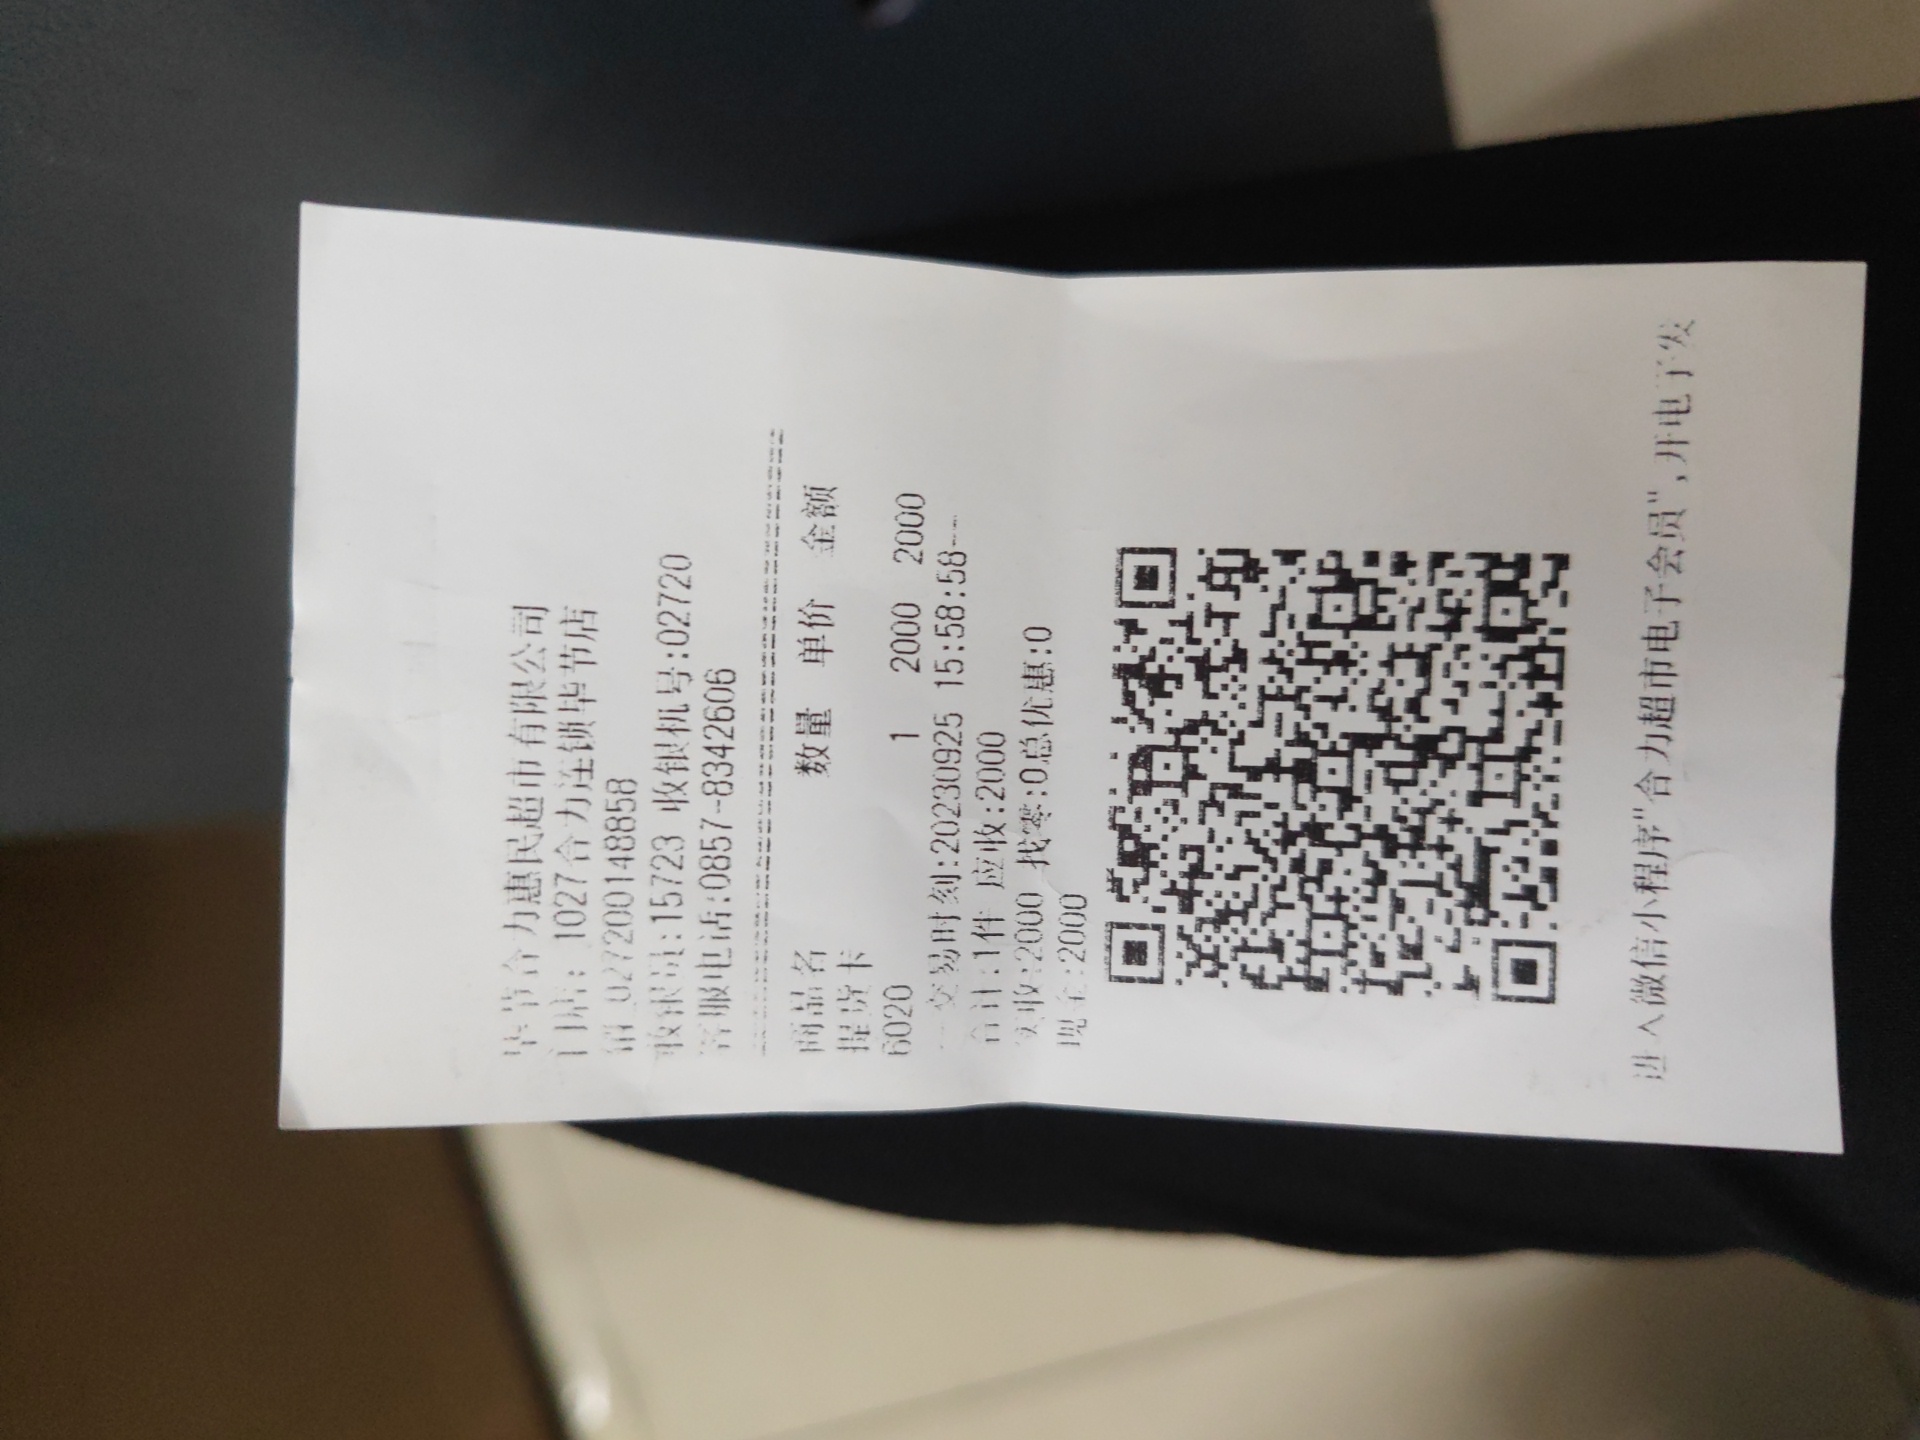 毕节合力惠民超市有限公司
门店: 1027合力连锁毕节店
销 027200148858
收银员:15723 收银机号:02720
客服电话:0857-8342606
商品名 数量 单价 金额
提货卡
6020 1 2000 2000
--交易时刻:20230925 15:58:58--
合计:1件 应收:2000
实收:2000 找零:0总优惠:0
现金:2000
进入微信小程序"合力超市电子会员",开电子发